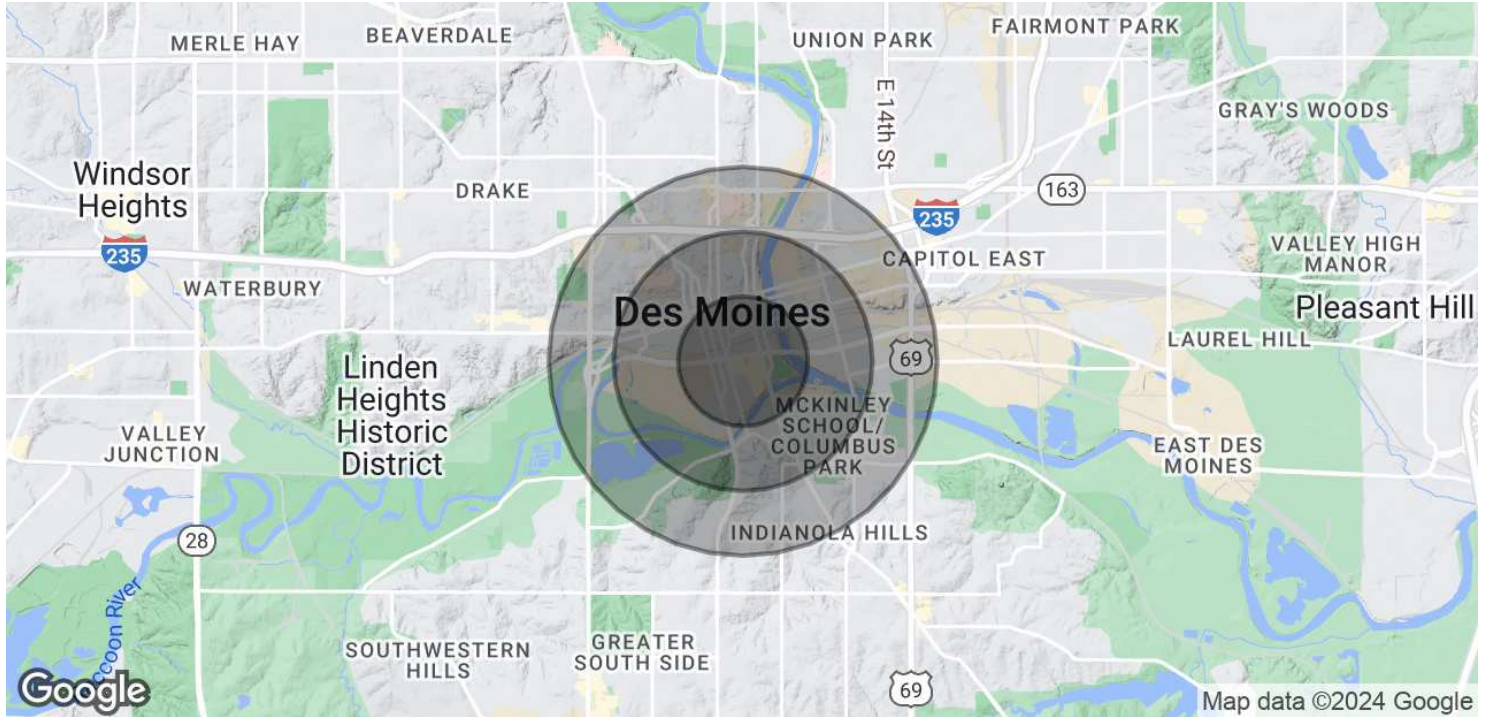 MERLE HAY
BEAVERDALE
UNION PARK
FAIRMONT PARK
E 14th St
GRAY'S WOODS
Windsor
Heights
DRAKE
163
235
235
VALLEY HIGH
MANOR
CAPITOL EAST
WATERBURY
Des Moines
Pleasant Hill
LAUREL HILL
69
Linden
Heights
Historic
District
MCKINLEY
SCHOOL/
COLUMBUS
PARK
VALLEY
JUNCTION
EAST DES
MOINES
INDIANOLA HILLS
28
Raccoon River
SOUTHWESTERN
HILLS
GREATER
SOUTH SIDE
69
Google
Map data ©2024 Google